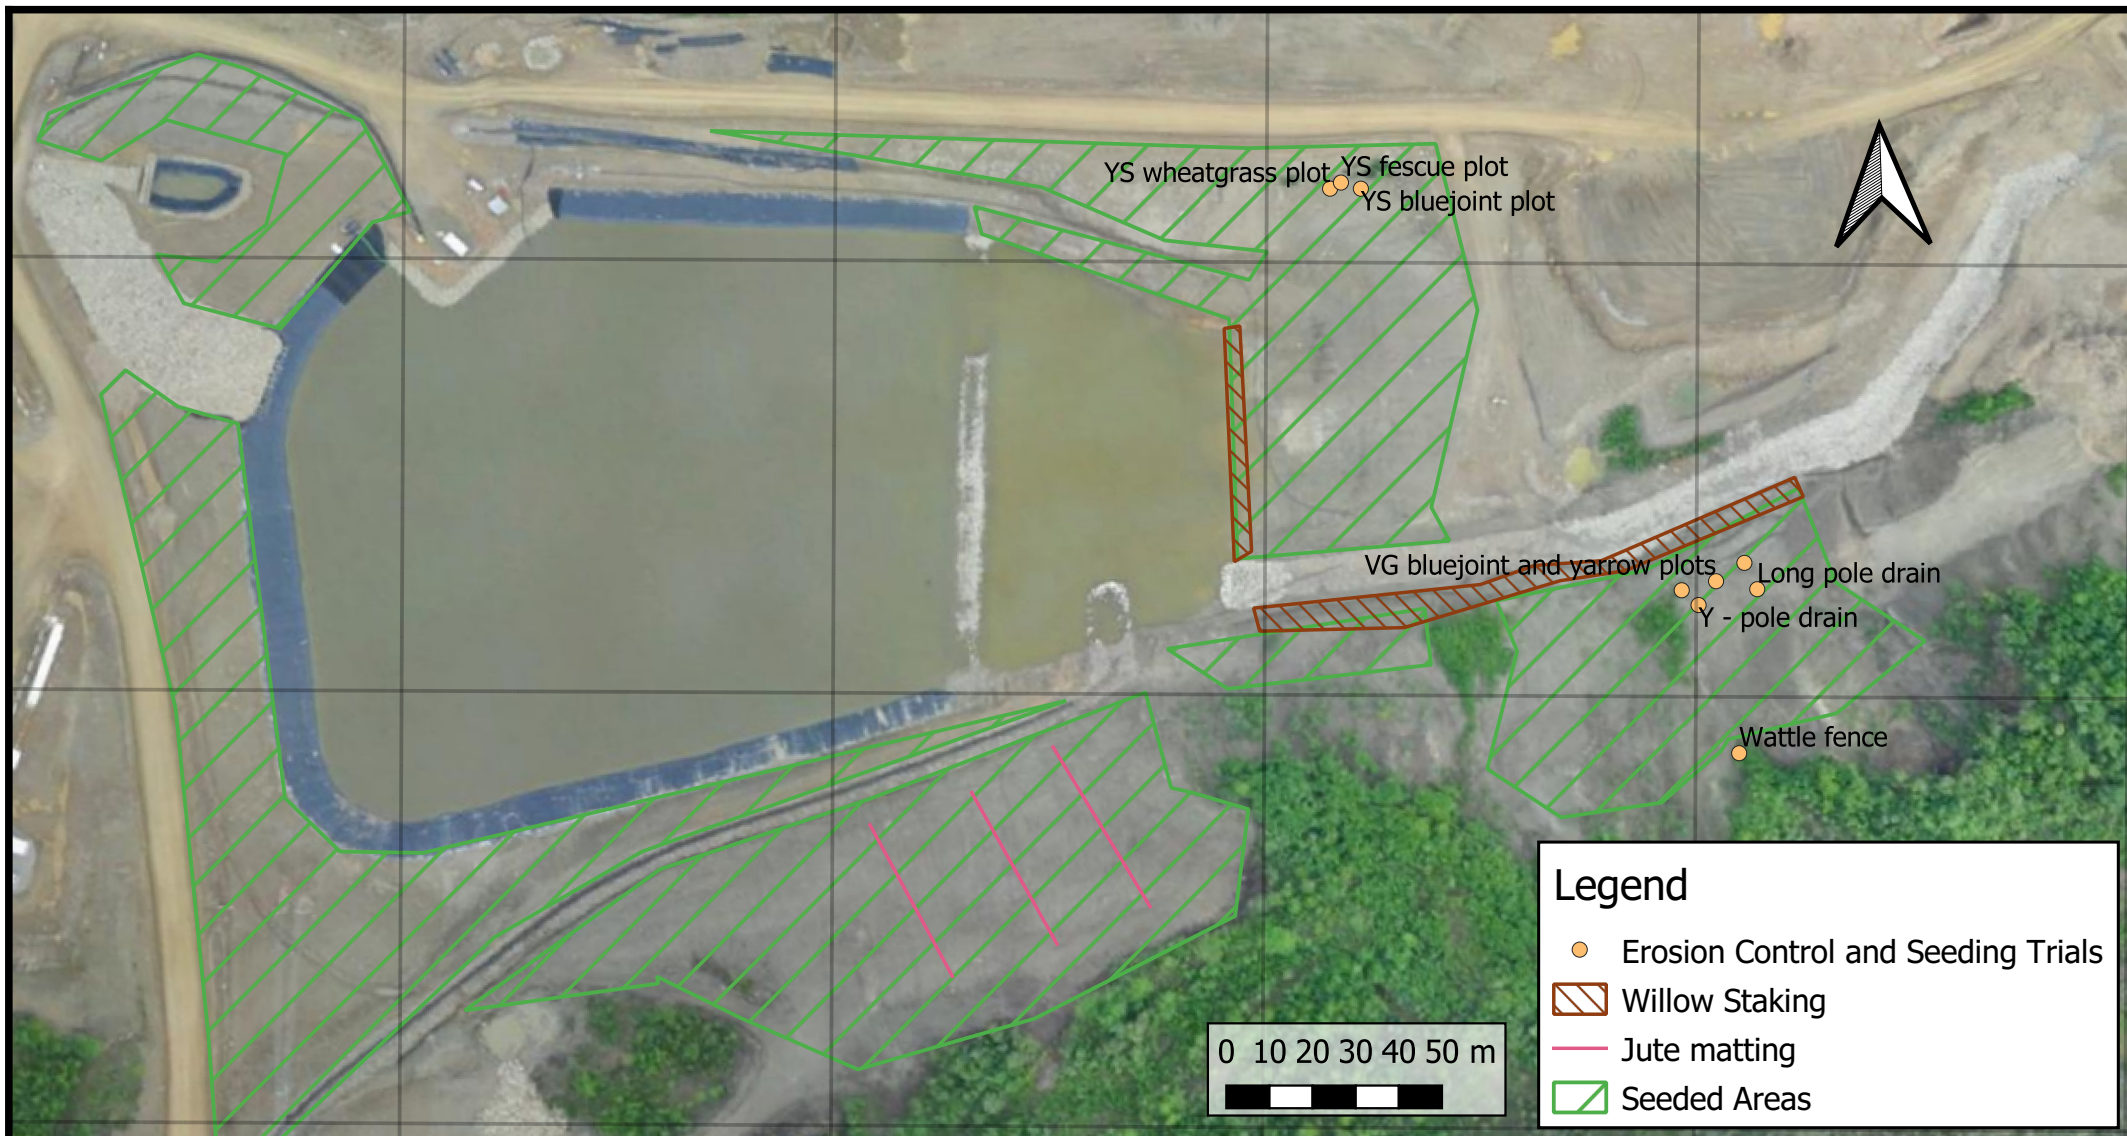 YS wheatgrass plot
YS fescue plot
YS bluejoint plot
VG bluejoint and yarrow plots
Long pole drain
Y - pole drain
Wattle fence
0 10 20 30 40 50 m
Legend
Erosion Control and Seeding Trials
Willow Staking
Jute matting
Seeded Areas